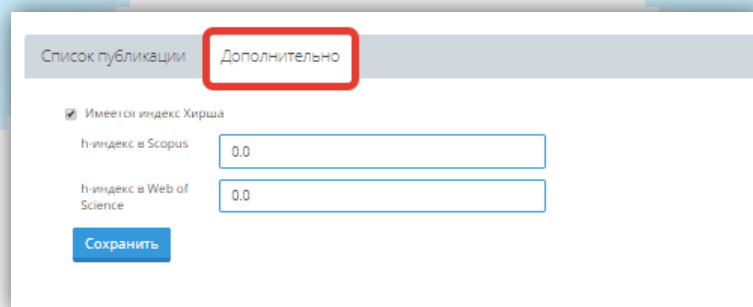 Список публикации Дополнительно
Имеется индекс Хирша
h-индекс в Scopus 0.0
h-индекс в Web of
Science 0.0
Сохранить